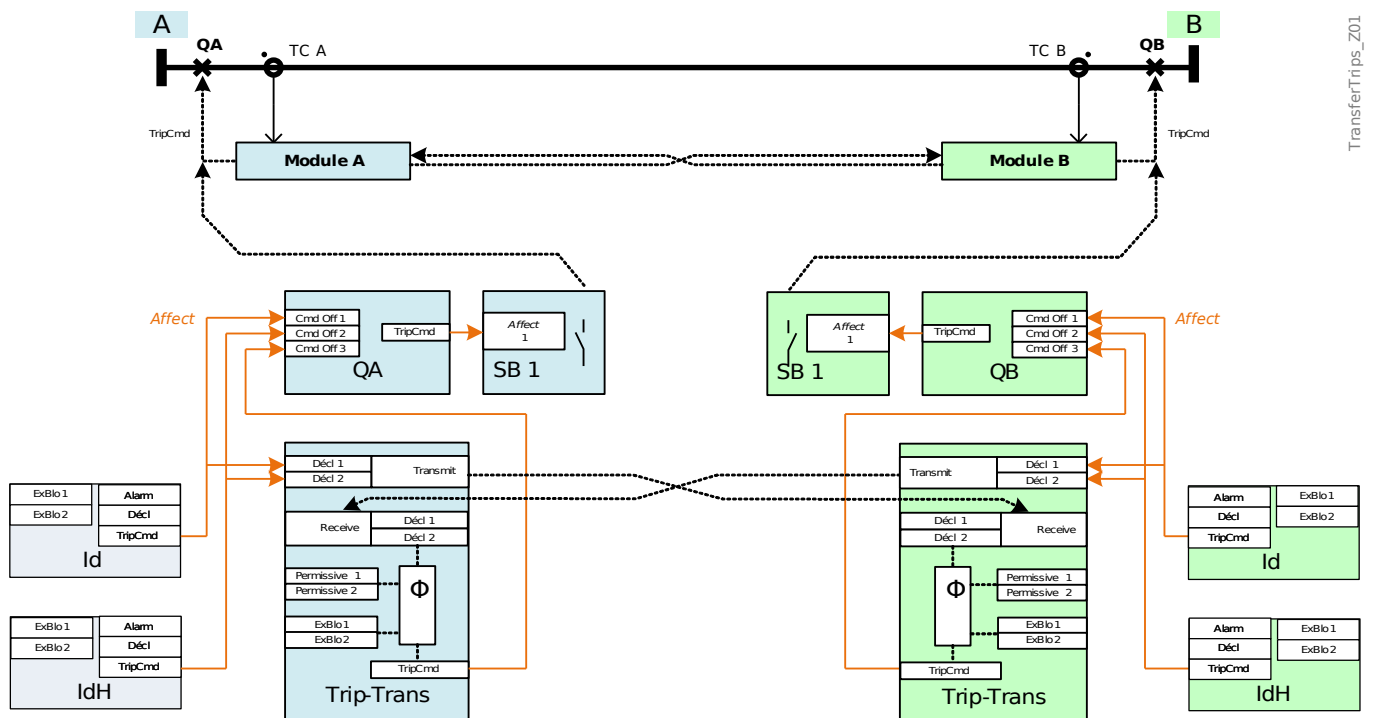 A
B
QA
TC A
TC B
QB
TransferTrips_Z01
TripCmd
TripCmd
Module A
Module B
Affect
Cmd Off 1
Cmd Off 2
Cmd Off 3
TripCmd
QA
Affect
1
SB 1
Affect
1
SB 1
TripCmd
Cmd Off 1
Cmd Off 2
Cmd Off 3
QB
Affect
Décl 1
Décl 2
Transmit
Receive
Décl 1
Décl 2
Permissive 1
Permissive 2
Φ
ExBlo1
ExBlo2
TripCmd
Trip-Trans
Transmit
Décl 1
Décl 2
Décl 1
Décl 2
Receive
Φ
Permissive 1
Permissive 2
ExBlo1
ExBlo2
TripCmd
Trip-Trans
ExBlo1
ExBlo2
Alarm
Décl
TripCmd
Id
ExBlo1
ExBlo2
Alarm
Décl
TripCmd
IdH
Alarm
Décl
TripCmd
ExBlo1
ExBlo2
Id
Alarm
Décl
TripCmd
ExBlo1
ExBlo2
IdH